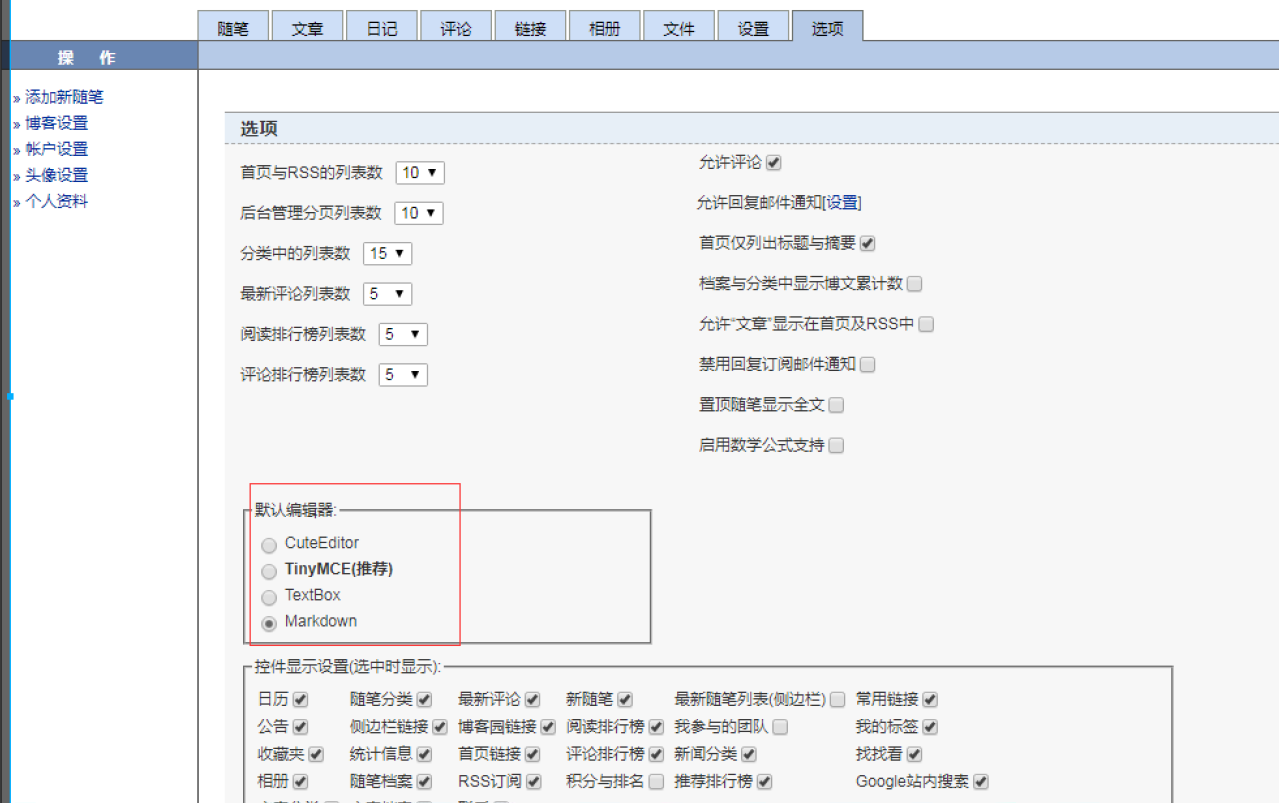 随笔 文章 日记 评论 链接 相册 文件 设置 选项
操 作
» 添加新随笔
» 博客设置
» 帐户设置
» 头像设置
» 个人资料
选项
首页与RSS的列表数 10 ▼
后台管理分页列表数 10 ▼
分类中的列表数 15 ▼
最新评论列表数 5 ▼
阅读排行榜列表数 5 ▼
评论排行榜列表数 5 ▼
允许评论
允许回复邮件通知[设置]
首页仅列出标题与摘要
档案与分类中显示博文累计数
允许“文章”显示在首页及RSS中
禁用回复订阅邮件通知
置顶随笔显示全文
启用数学公式支持
默认编辑器:
CuteEditor
TinyMCE(推荐)
TextBox
Markdown
控件显示设置(选中时显示):
日历 随笔分类 最新评论 新随笔 最新随笔列表(侧边栏) 常用链接
公告 侧边栏链接 博客园链接 阅读排行榜 我参与的团队 我的标签
收藏夹 统计信息 首页链接 评论排行榜 新闻分类 找找看
相册 随笔档案 RSS订阅 积分与排名 推荐排行榜 Google站内搜索